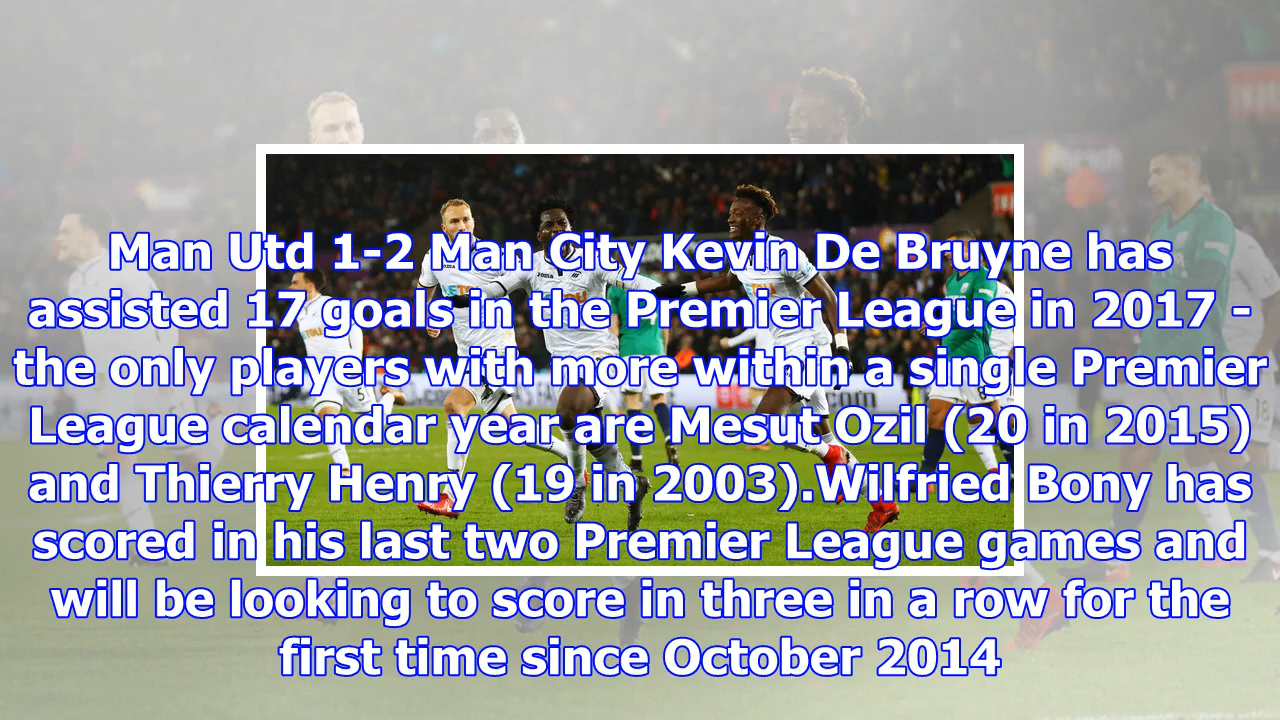 Man Utd 1-2 Man City Kevin De Bruyne has
assisted 17 goals in the Premier League in 2017 -
the only players with more within a single Premier
League calendar year are Mesut Ozil (20 in 2015)
and Thierry Henry (19 in 2003).Wilfried Bony has
scored in his last two Premier League games and
will be looking to score in three in a row for the
first time since October 2014